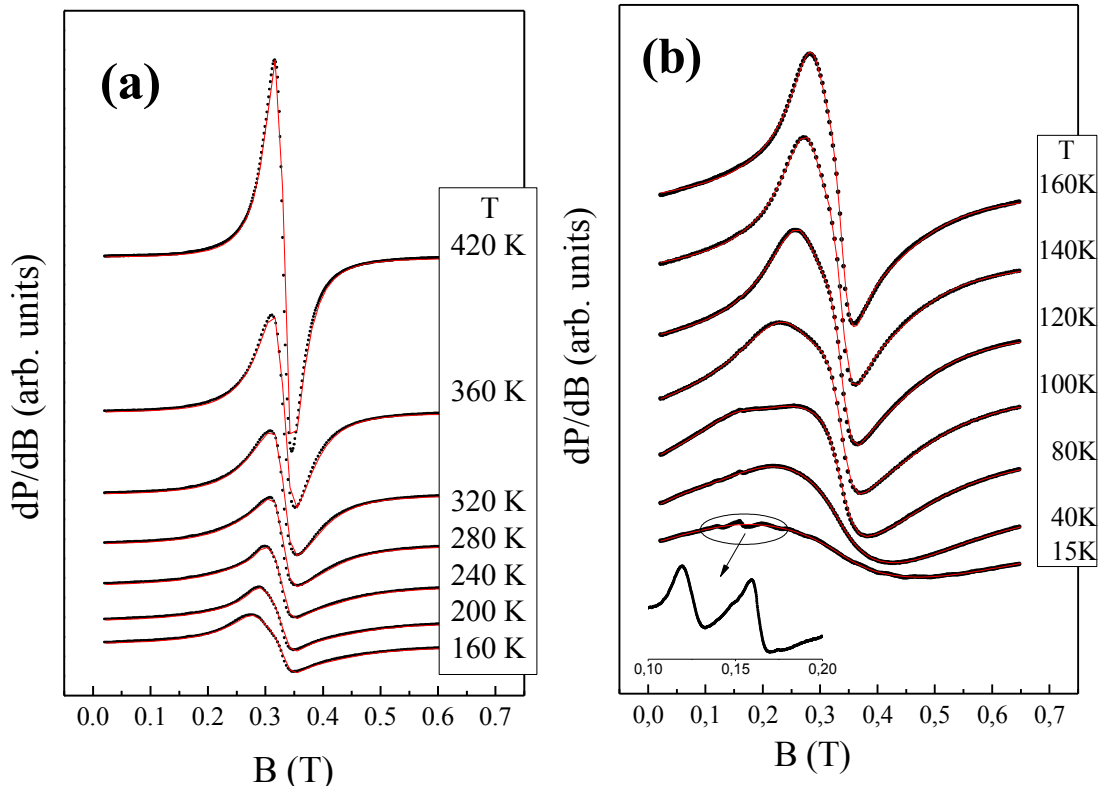 (a)
dP/dB (arb. units)
T
420 K
360 K
320 K
280 K
240 K
200 K
160 K
0.0 0.1 0.2 0.3 0.4 0.5 0.6 0.7
B (T)
(b)
dP/dB (arb. units)
T
160K
140K
120K
100K
80K
40K
15K
0,10 0,15 0,20
0,0 0,1 0,2 0,3 0,4 0,5 0,6 0,7
B (T)